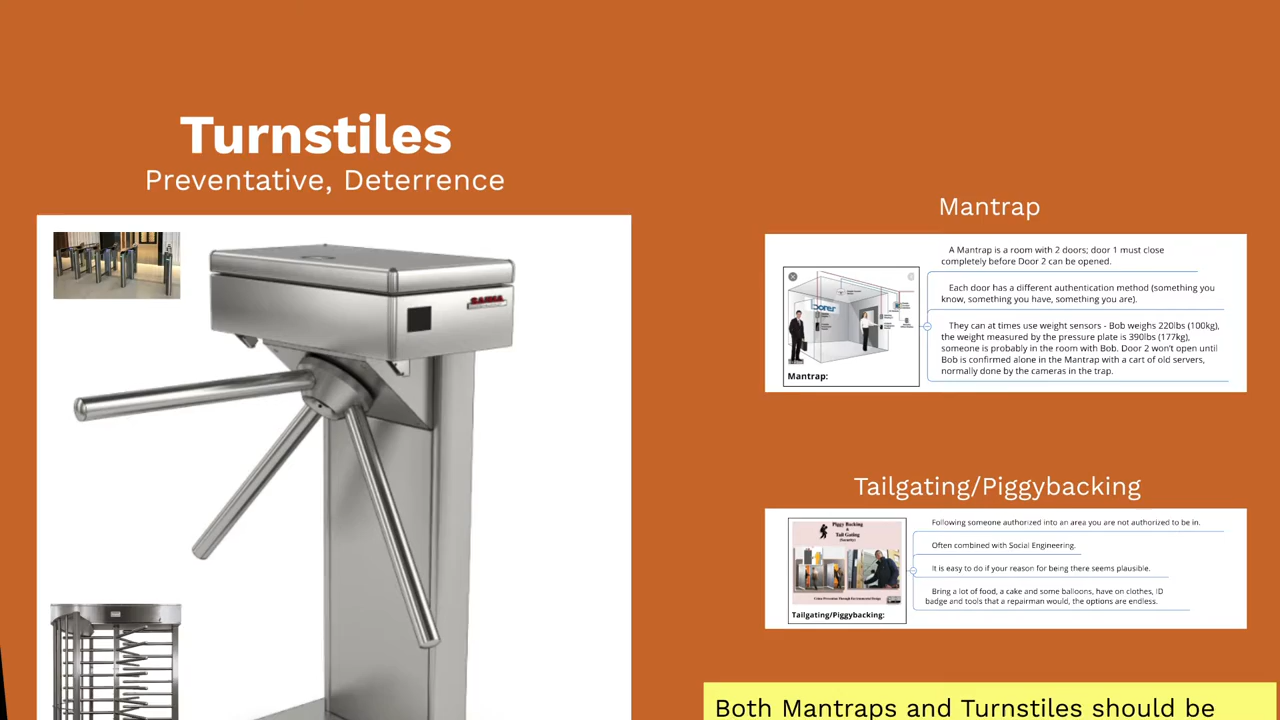 Turnstiles
Preventative, Deterrence
Mantrap
A Mantrap is a room with 2 doors; door 1 must close
completely before Door 2 can be opened.
Each door has a different authentication method (something you
know, something you have, something you are).
They can at times use weight sensors - Bob weighs 220lbs (100kg),
the weight measured by the pressure plate is 390lbs (177kg),
someone is probably in the room with Bob. Door 2 won't open until
Bob is confirmed alone in the Mantrap with a cart of old servers,
normally done by the cameras in the trap.
Mantrap:
Tailgating/Piggybacking
Following someone authorized into an area you are not authorized to be in.
Often combined with Social Engineering.
It is easy to do if your reason for being there seems plausible.
Bring a lot of food, a cake and some balloons, have on clothes, ID
badge and tools that a repairman would, the options are endless.
Piggy Backing
&
Tail Gating
(Security)
Crime Prevention Through Environmental Design
Tailgating/Piggybacking:
Both Mantraps and Turnstiles should be